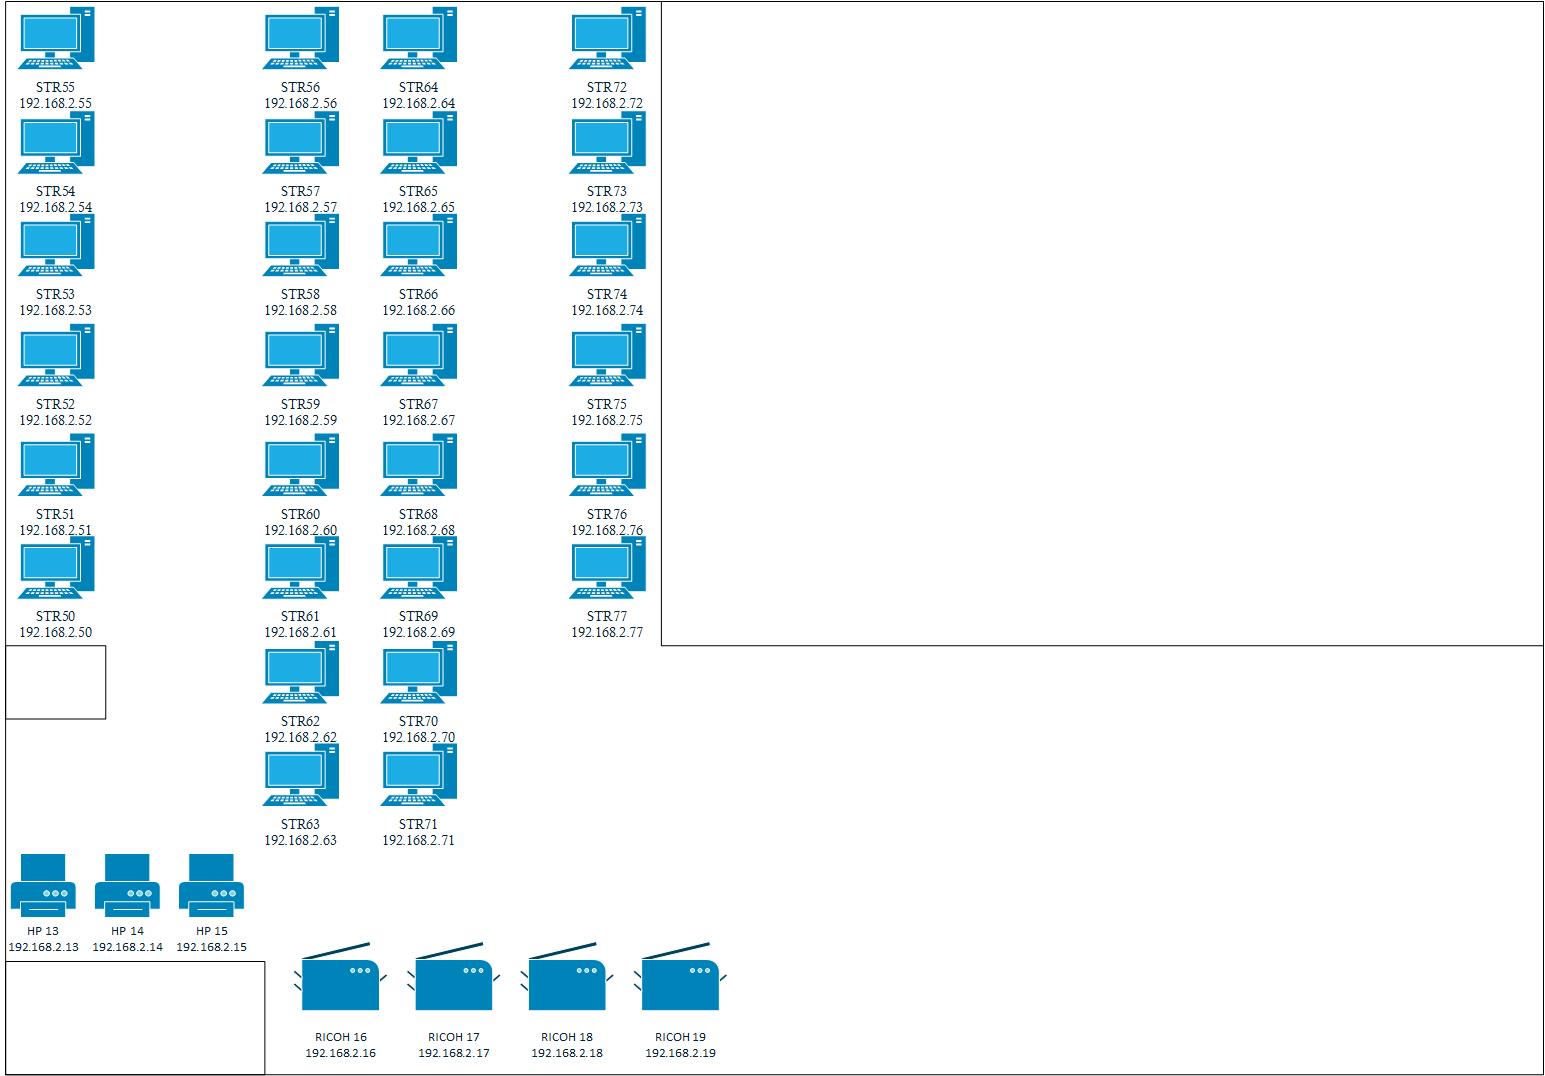 STR55
192.168.2.55
STR56
192.168.2.56
STR64
192.168.2.64
STR72
192.168.2.72
STR54
192.168.2.54
STR57
192.168.2.57
STR65
192.168.2.65
STR73
192.168.2.73
STR53
192.168.2.53
STR58
192.168.2.58
STR66
192.168.2.66
STR74
192.168.2.74
STR52
192.168.2.52
STR59
192.168.2.59
STR67
192.168.2.67
STR75
192.168.2.75
STR51
192.168.2.51
STR60
192.168.2.60
STR68
192.168.2.68
STR76
192.168.2.76
STR50
192.168.2.50
STR61
192.168.2.61
STR69
192.168.2.69
STR77
192.168.2.77
STR62
192.168.2.62
STR70
192.168.2.70
STR63
192.168.2.63
STR71
192.168.2.71
HP 13
192.168.2.13
HP 14
192.168.2.14
HP 15
192.168.2.15
RICOH 16
192.168.2.16
RICOH 17
192.168.2.17
RICOH 18
192.168.2.18
RICOH 19
192.168.2.19